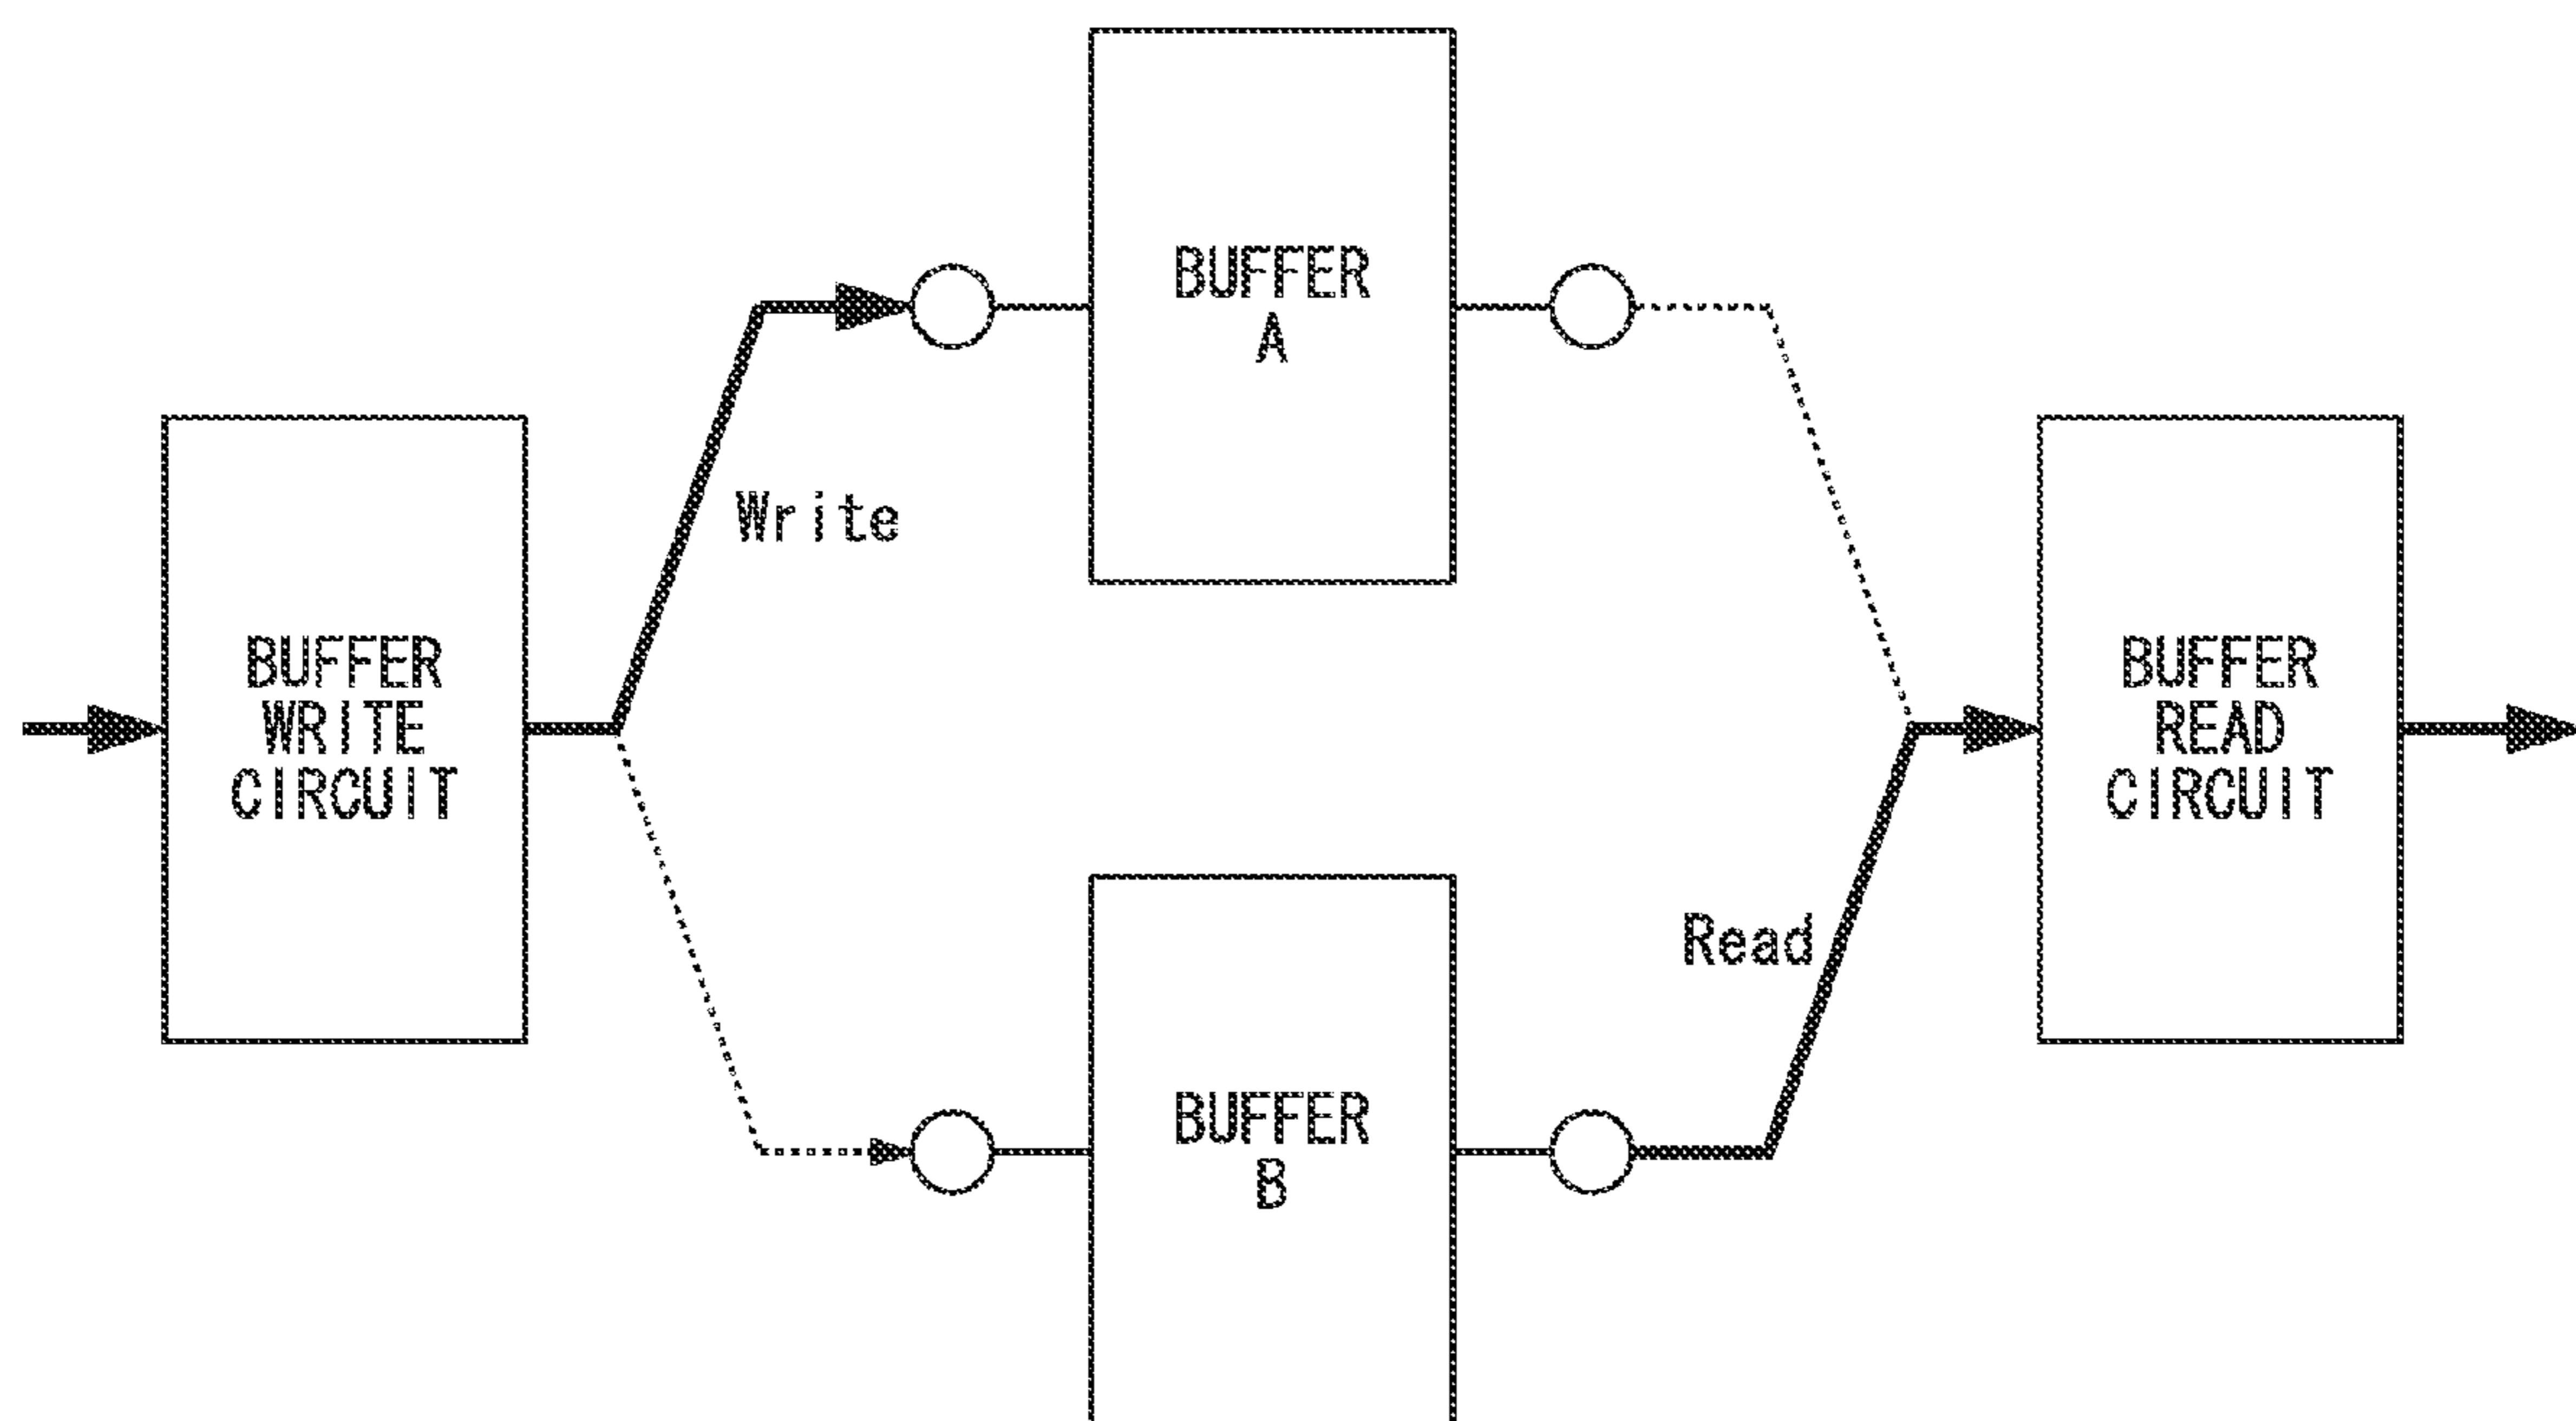 BUFFER
A
Write
BUFFER
WRITE
CIRCUIT
BUFFER
READ
CIRCUIT
Read
BUFFER
B